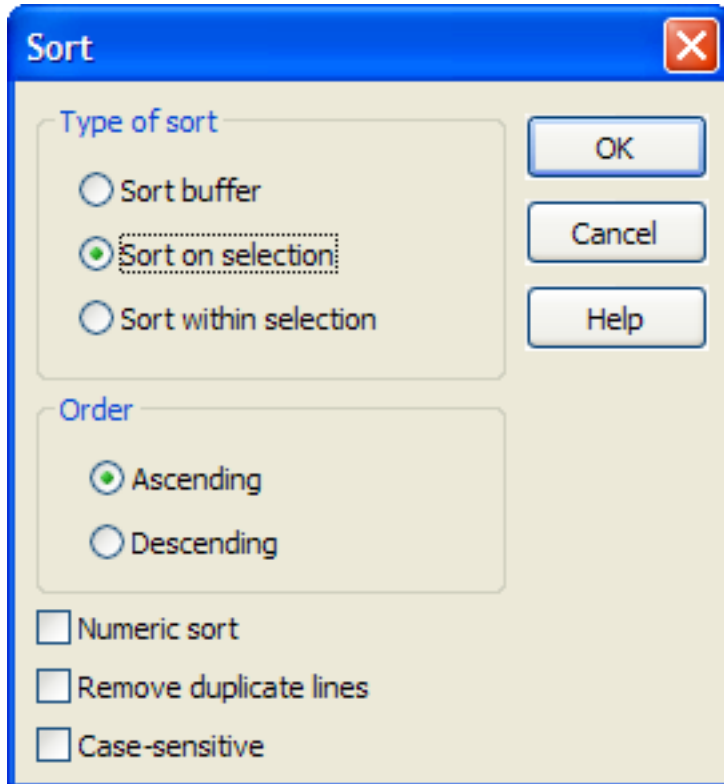 Sort
Type of sort
Sort buffer
Sort on selection
Sort within selection
OK
Cancel
Help
Order
Ascending
Descending
Numeric sort
Remove duplicate lines
Case-sensitive